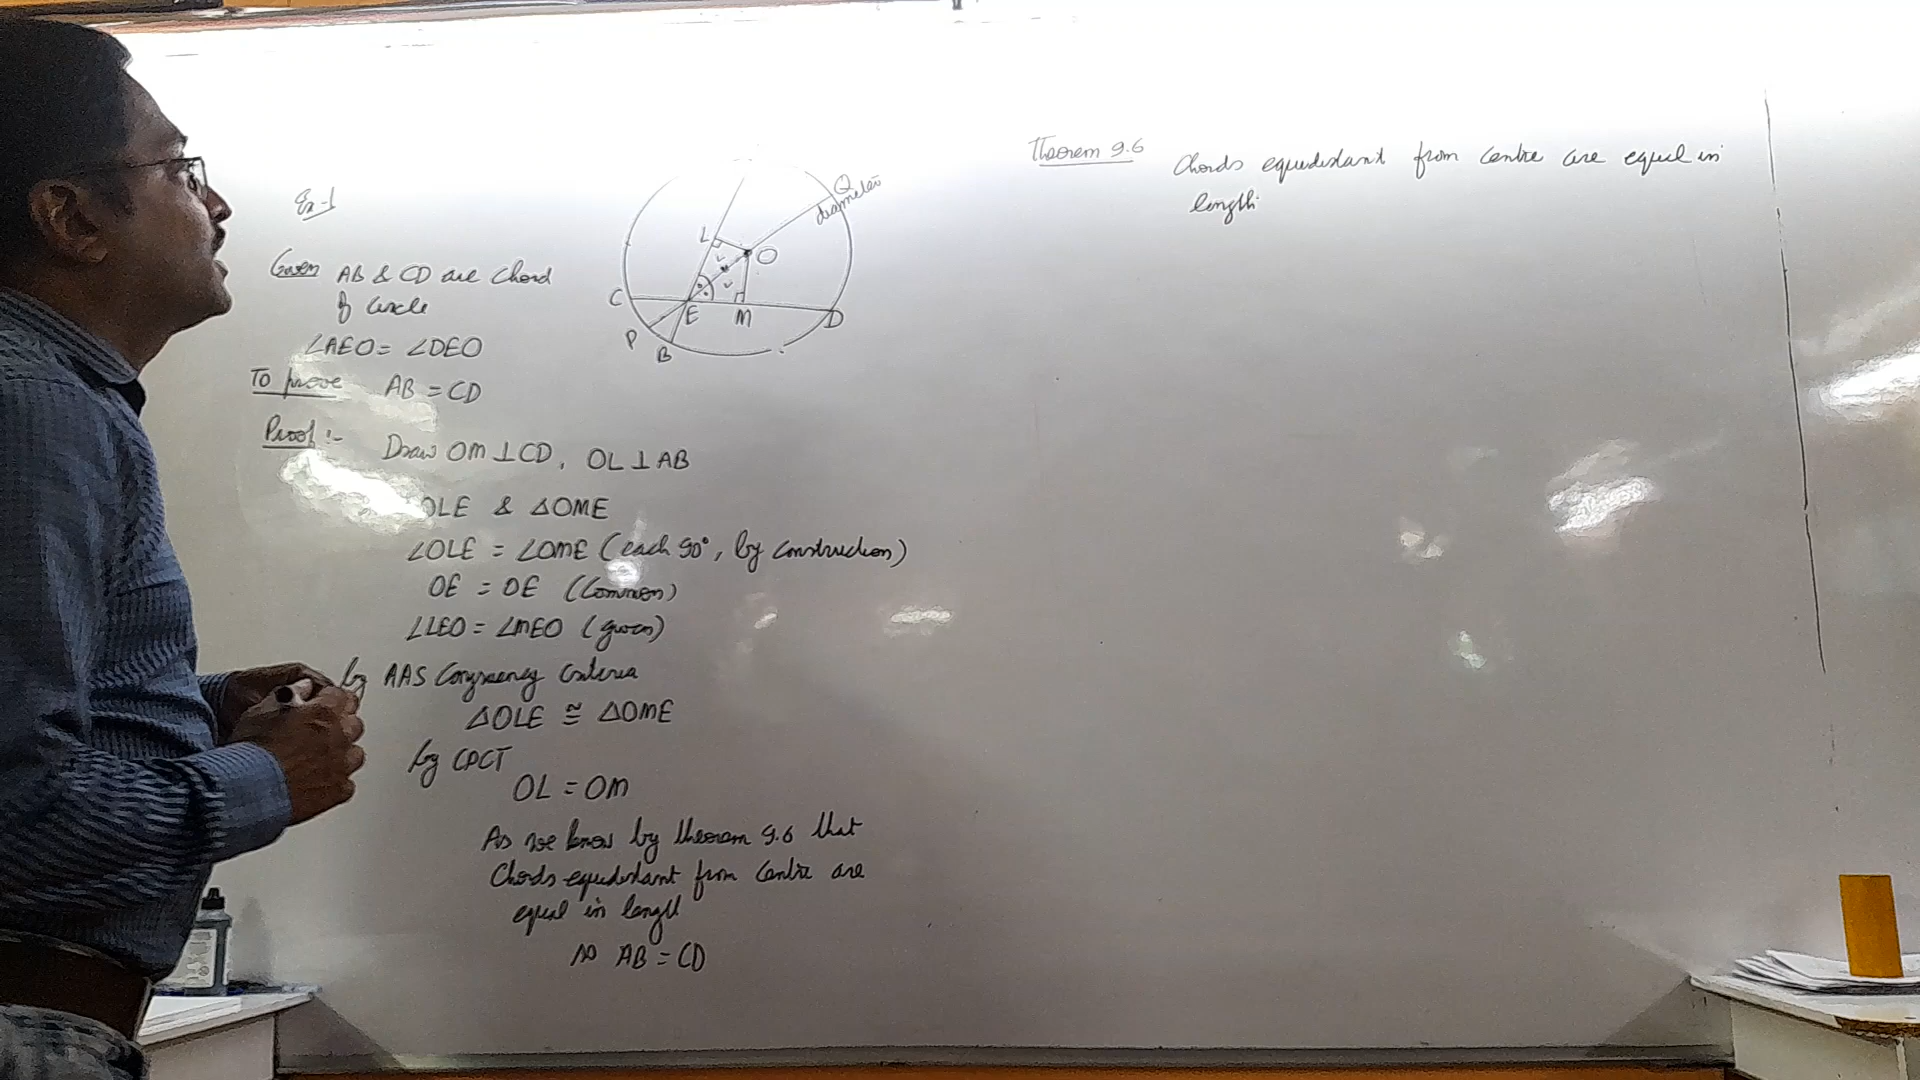 Ex-1
Given AB & CD are Chord
of circle
∠AEO = ∠DEO
To prove AB = CD
Proof :- Draw OM ⊥ CD, OL ⊥ AB
OLE & △OME
∠OLE = ∠OME (each 90°, by Construction)
OE = OE (Common)
∠LEO = ∠MEO (given)
by AAS Congruency Criteria
△OLE ≅ △OME
by CPCT
OL = OM
As we know by theorem 9.6 that
Chords equidistant from Centre are
equal in length
so AB = CD
Q
diameter
L
O
C
E
M
D
P
B
Theorem 9.6
Chords equidistant from Centre are equal in
length